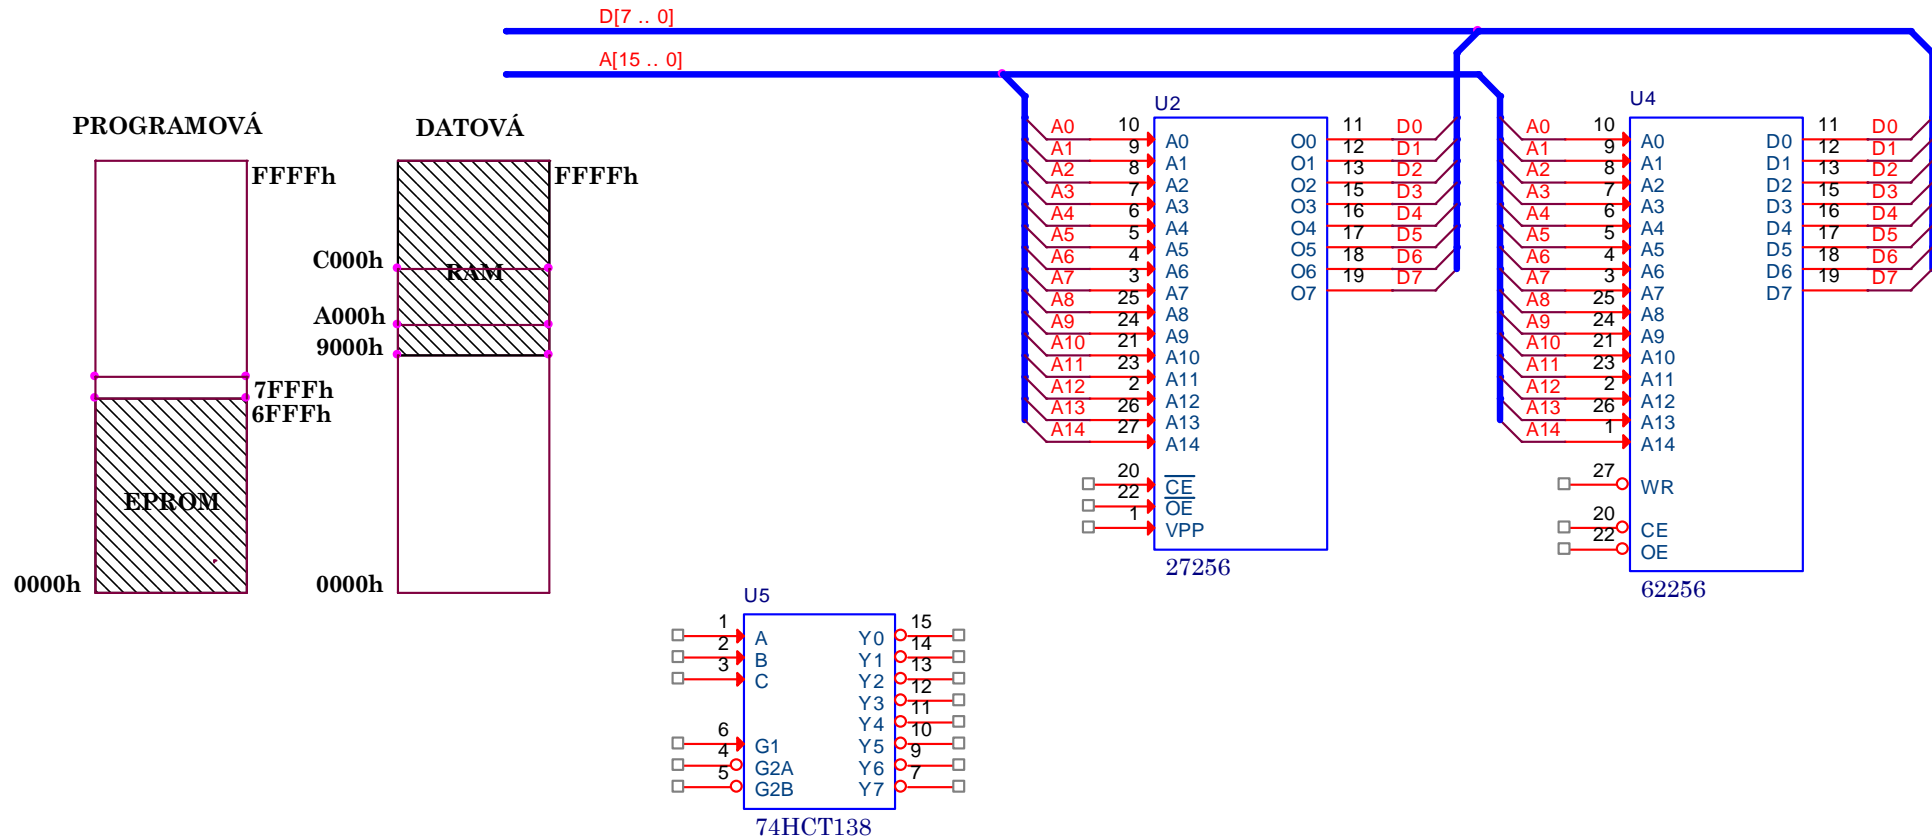 D[7 .. 0]
A[15 .. 0]
PROGRAMOVÁ
FFFFh
7FFFh
6FFFh
EPROM
0000h
DATOVÁ
FFFFh
C000h
RAM
A000h
9000h
0000h
U2
A0 10 A0 O0 11 D0
A1 9 A1 O1 12 D1
A2 8 A2 O2 13 D2
A3 7 A3 O3 15 D3
A4 6 A4 O4 16 D4
A5 5 A5 O5 17 D5
A6 4 A6 O6 18 D6
A7 3 A7 O7 19 D7
A8 25 A8
A9 24 A9
A10 21 A10
A11 23 A11
A12 2 A12
A13 26 A13
A14 27 A14
20 CE
22 OE
1 VPP
27256
U4
A0 10 A0 D0 11 D0
A1 9 A1 D1 12 D1
A2 8 A2 D2 13 D2
A3 7 A3 D3 15 D3
A4 6 A4 D4 16 D4
A5 5 A5 D5 17 D5
A6 4 A6 D6 18 D6
A7 3 A7 D7 19 D7
A8 25 A8
A9 24 A9
A10 21 A10
A11 23 A11
A12 2 A12
A13 26 A13
A14 1 A14
27 WR
20 CE
22 OE
62256
U5
1 A Y0 15
2 B Y1 14
3 C Y2 13
Y3 12
Y4 11
6 G1 Y5 10
4 G2A Y6 9
5 G2B Y7 7
74HCT138